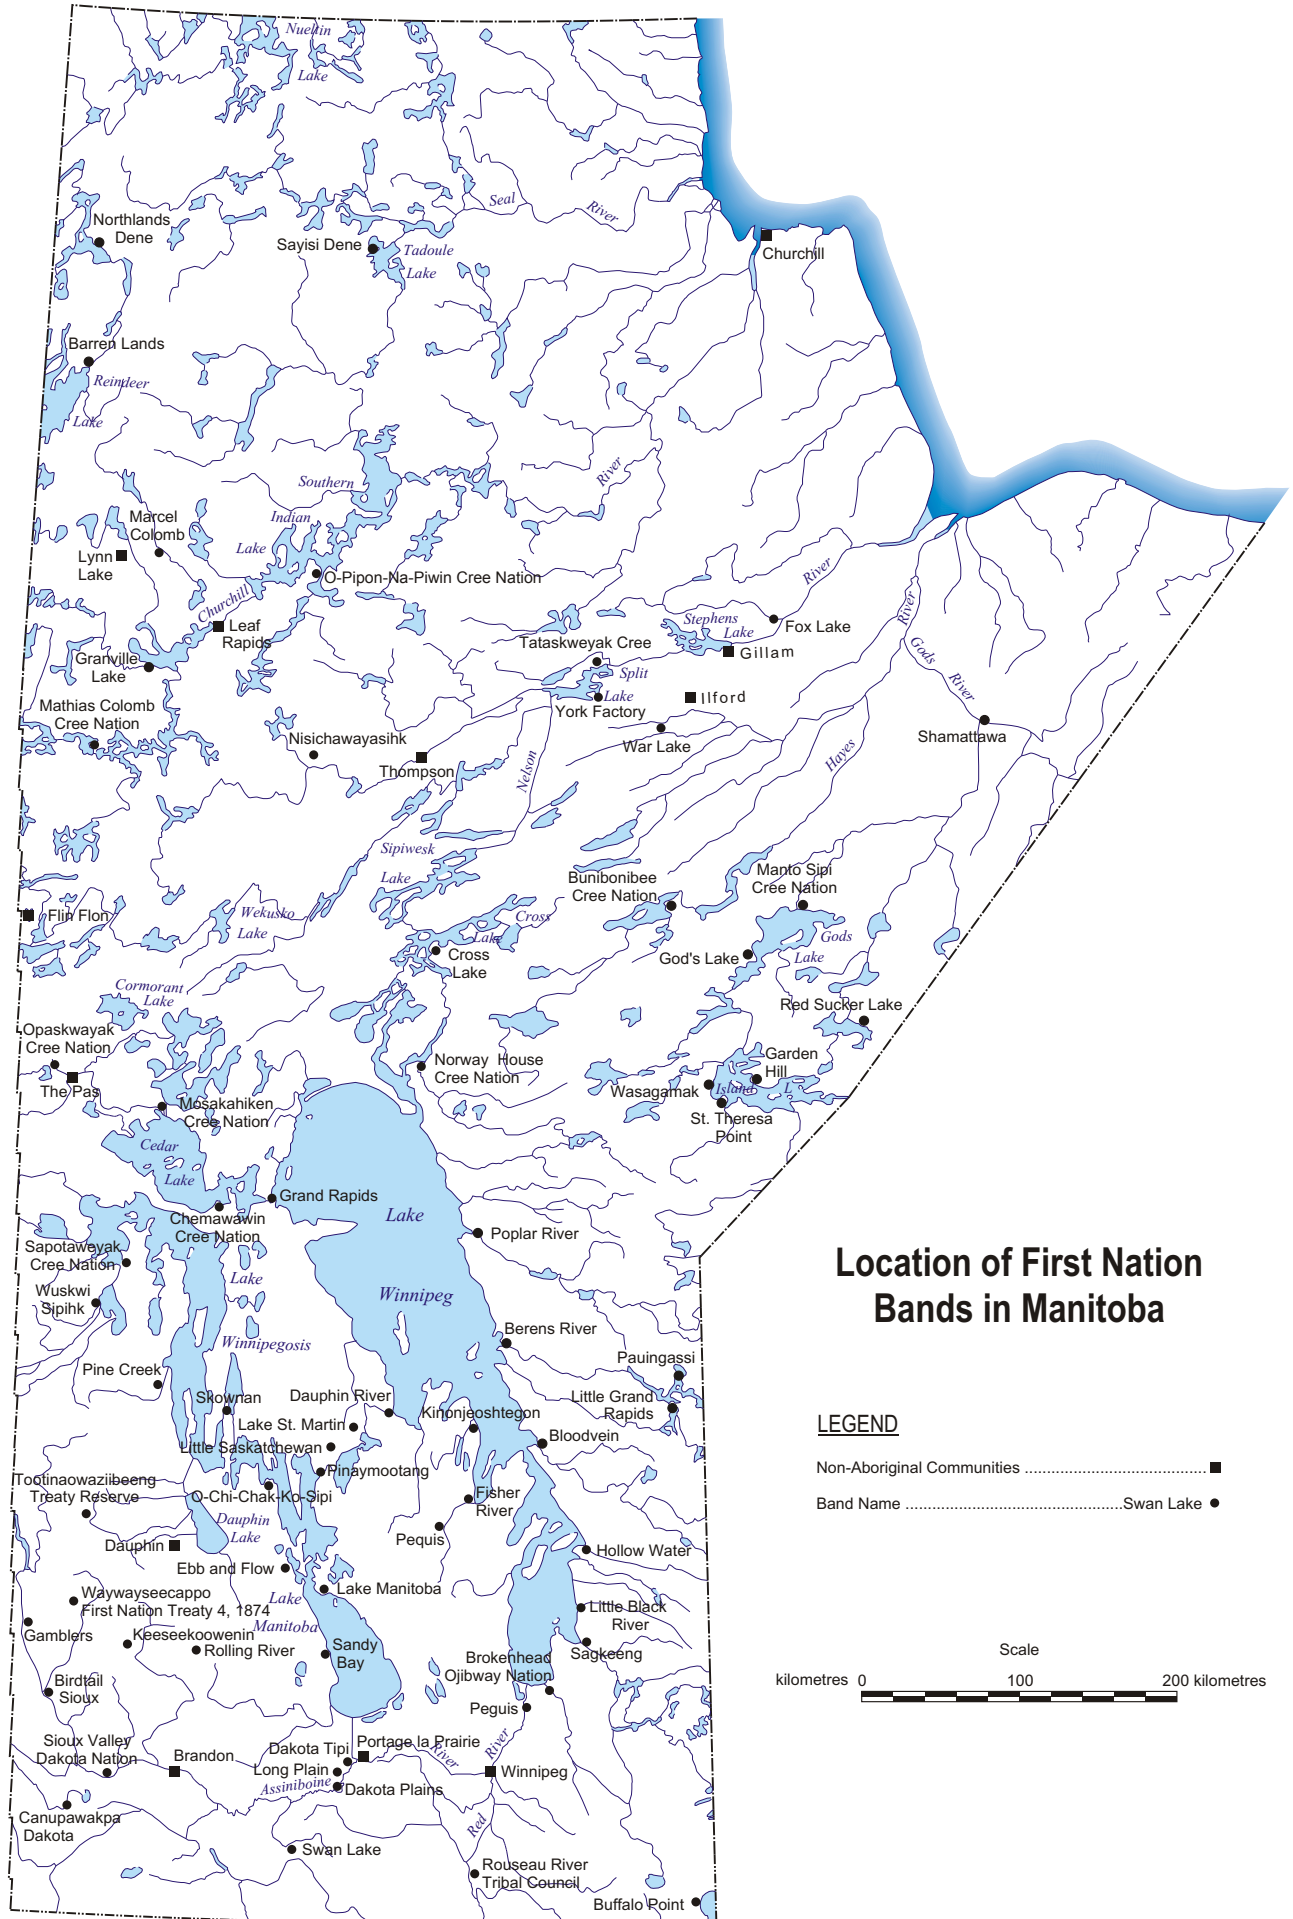 Nueltin
Lake
Seal
River
Northlands
Dene
Sayisi Dene
Tadoule
Lake
Churchill
Barren Lands
Reindeer
Lake
Southern
Indian
Lake
River
Marcel
Colomb
Lynn
Lake
O-Pipon-Na-Piwin Cree Nation
Churchill
River
River
Leaf
Rapids
Stephens
Lake
Fox Lake
Gillam
Tataskweyak Cree
Split
Lake
Gods
River
Granville
Lake
Ilford
York Factory
Mathias Colomb
Cree Nation
War Lake
Shamattawa
Nisichawayasihk
Thompson
Nelson
Hayes
Sipiwesk
Lake
Bunibonibee
Cree Nation
Manto Sipi
Cree Nation
Flin Flon
Wekusko
Lake
Cross
Lake
Cross
Lake
Gods
Lake
God's Lake
Cormorant
Lake
Red Sucker Lake
Opaskwayak
Cree Nation
The Pas
Norway House
Cree Nation
Garden
Hill
Wasagamak
Island L
St. Theresa
Point
Mosakahiken
Cree Nation
Cedar
Lake
Grand Rapids
Chemawawin
Cree Nation
Lake
Winnipeg
Poplar River
Sapotaweyak
Cree Nation
Wuskwi
Sipihk
Lake
Winnipegosis
Location of First Nation
Bands in Manitoba
Berens River
Pauingassi
Pine Creek
Skownan
Dauphin River
Little Grand
Rapids
Lake St. Martin
Kinonjeoshtegon
Little Saskatchewan
Bloodvein
LEGEND
Non-Aboriginal Communities ....................................
Band Name .................................................Swan Lake
Pinaymootang
Tootinaowaziibeeng
Treaty Reserve
O-Chi-Chak-Ko-Sipi
Fisher
River
Dauphin
Lake
Pequis
Dauphin
Hollow Water
Ebb and Flow
Lake Manitoba
Waywayseecappo
First Nation Treaty 4, 1874
Lake
Manitoba
Little Black
River
Gamblers
Keeseekoowenin
Rolling River
Sandy
Bay
Sagkeeng
Brokenhead
Ojibway Nation
Scale
kilometres 0 100 200 kilometres
Birdtail
Sioux
Peguis
Sioux Valley
Dakota Nation
Brandon
Dakota Tipi
Portage la Prairie
River
River
Long Plain
Winnipeg
Assiniboine
Dakota Plains
Canupawakpa
Dakota
Red
Swan Lake
Rouseau River
Tribal Council
Buffalo Point